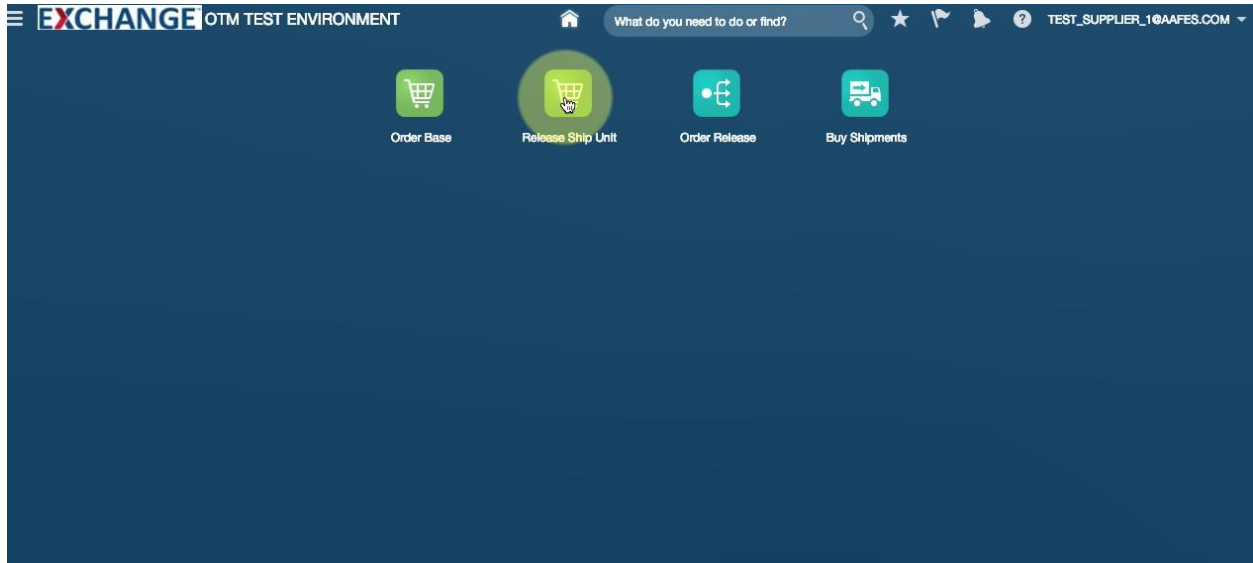 EXCHANGE OTM TEST ENVIRONMENT What do you need to do or find? TEST_SUPPLIER_1@AAFES.COM
Order Base Release Ship Unit Order Release Buy Shipments